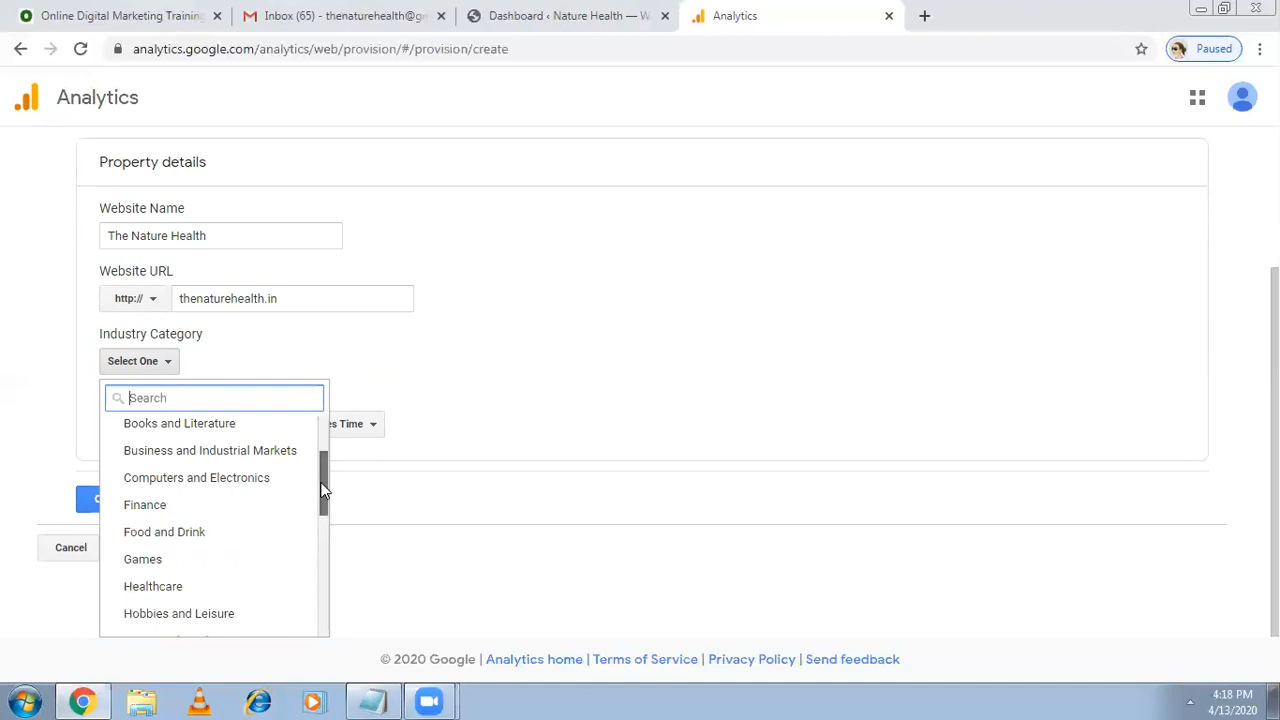 Online Digital Marketing Training
Inbox (65) - thenaturehealth@gm
Dashboard ‹ Nature Health — W
Analytics
analytics.google.com/analytics/web/provision/#/provision/create
Paused
Analytics
Property details
Website Name
The Nature Health
Website URL
http://
thenaturehealth.in
Industry Category
Select One
Search
Books and Literature
es Time
Business and Industrial Markets
Computers and Electronics
Finance
Food and Drink
Cancel
Games
Healthcare
Hobbies and Leisure
© 2020 Google | Analytics home | Terms of Service | Privacy Policy | Send feedback
4:18 PM
4/13/2020